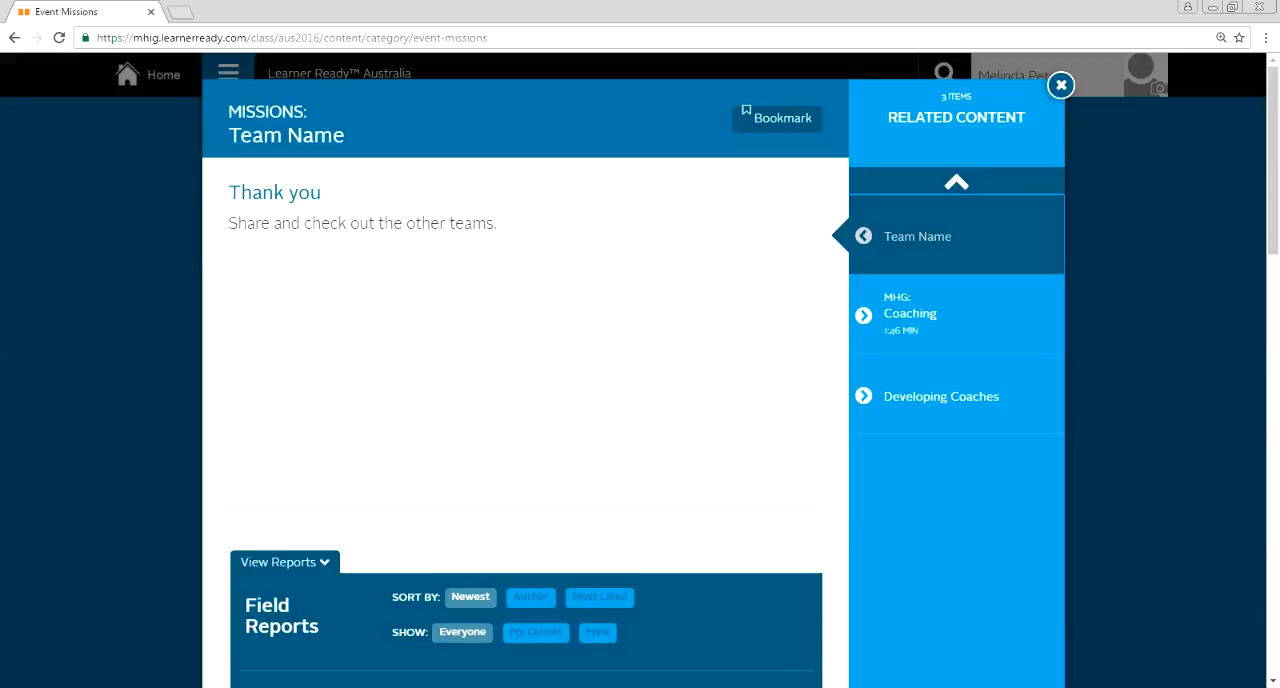 Event Missions
https://mhig.learnerready.com/class/aus2016/content/category/event-missions
Home
Learner Ready™ Australia
Melinda Pet
MISSIONS:
Team Name
Bookmark
3 ITEMS
RELATED CONTENT
Thank you
Share and check out the other teams.
Team Name
MHG:
Coaching
1:46 MIN
Developing Coaches
View Reports
Field
Reports
SORT BY: Newest Author Most Liked
SHOW: Everyone My Cohort Mine